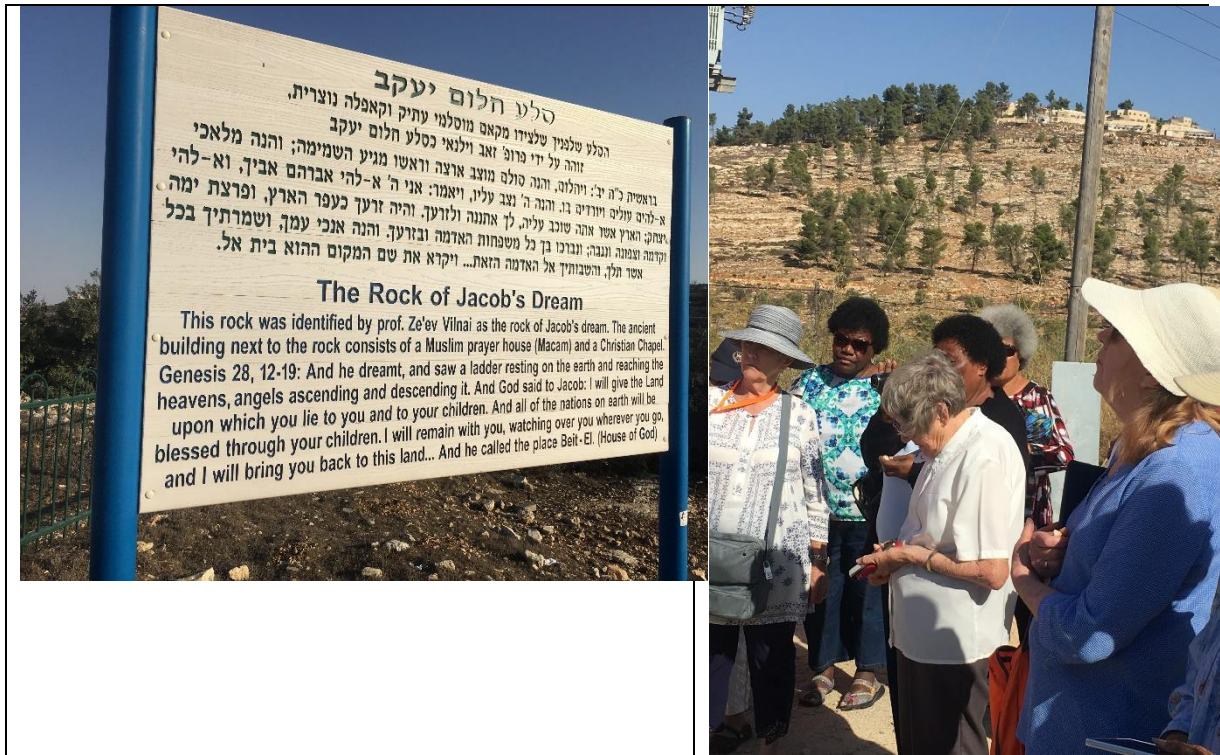 סלע חלום יעקב
הסלע שלפניך שלצידו מקאם מוסלמי עתיק וקאפלה נוצרית,
זוהה על ידי פרופ' זאב וילנאי כסלע חלום יעקב
בראשית כ"ה יב': ויחלום, והנה סולם מוצב ארצה וראשו מגיע השמימה; והנה מלאכי
א-להים עולים ויורדים בו. והנה ה' נצב עליו, ויאמר: אני ה' א-להי אברהם אביך, וא-להי
יצחק; הארץ אשר אתה שוכב עליה, לך אתננה ולזרעך. והיה זרעך כעפר הארץ, ופרצת ימה
וקדמה וצפונה ונגבה; ונברכו בך כל משפחות האדמה ובזרעך. והנה אנכי עמך, ושמרתיך בכל
אשר תלך, והשבותיך אל האדמה הזאת... ויקרא את שם המקום ההוא בית אל.
The Rock of Jacob's Dream
This rock was identified by prof. Ze'ev Vilnai as the rock of Jacob's dream. The ancient
building next to the rock consists of a Muslim prayer house (Macam) and a Christian Chapel.
Genesis 28, 12-19: And he dreamt, and saw a ladder resting on the earth and reaching the
heavens, angels ascending and descending it. And God said to Jacob: I will give the Land
upon which you lie to you and to your children. And all of the nations on earth will be
blessed through your children. I will remain with you, watching over you wherever you go,
and I will bring you back to this land... And he called the place Beit-El. (House of God)